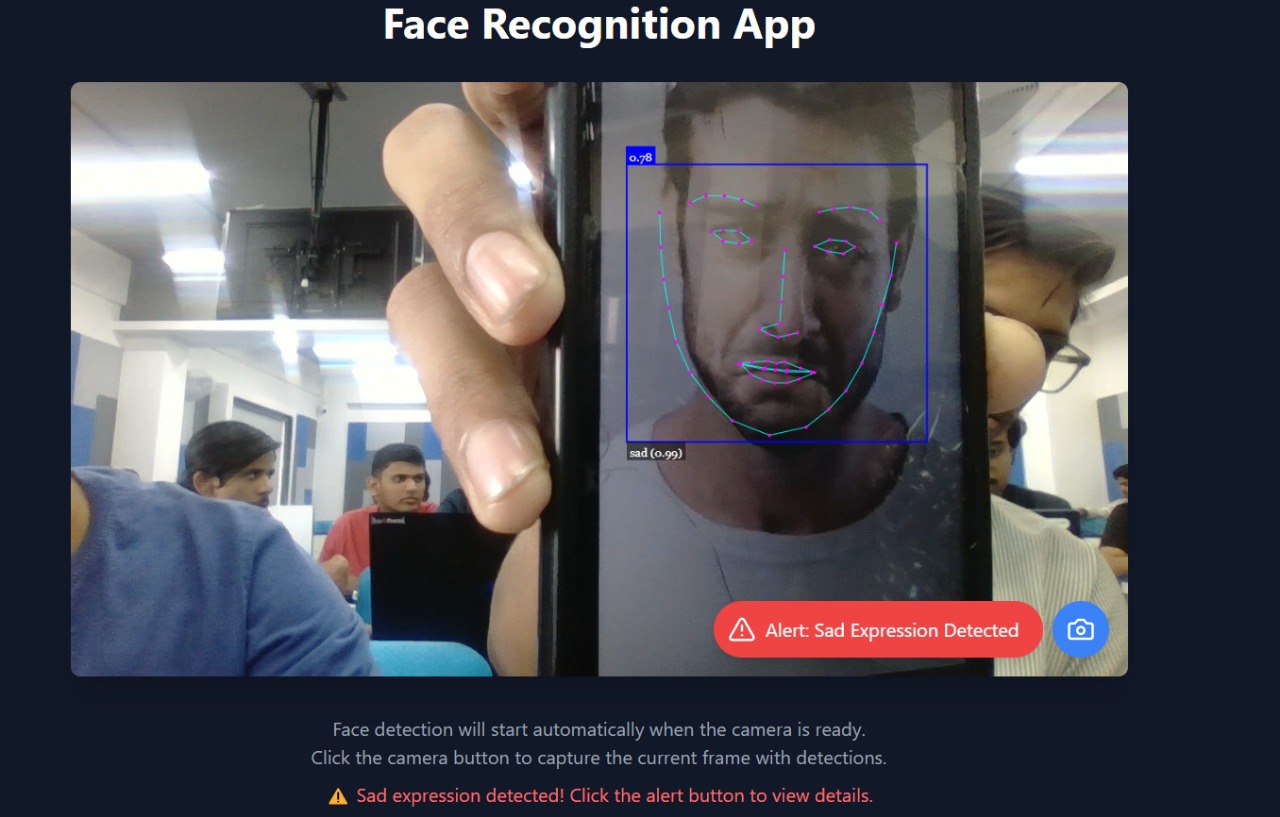 Face Recognition App
0.78
sad (0.99)
Alert: Sad Expression Detected
Face detection will start automatically when the camera is ready.
Click the camera button to capture the current frame with detections.
⚠ Sad expression detected! Click the alert button to view details.